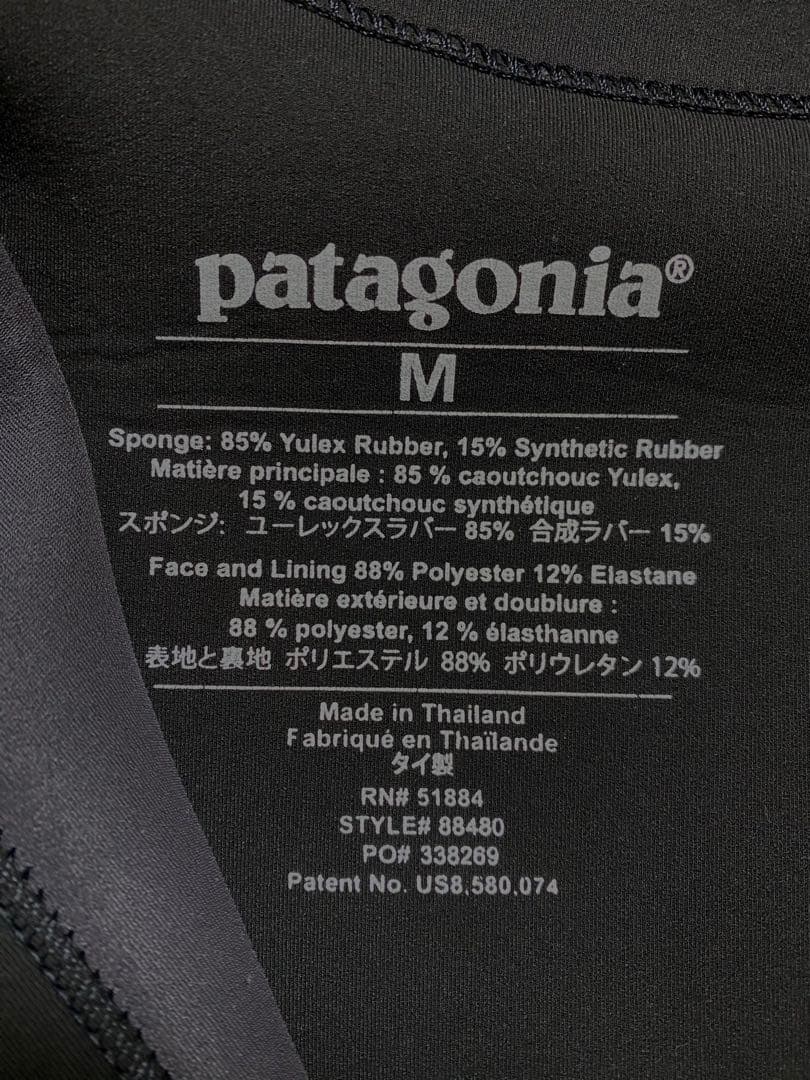 patagonia®
M
Sponge: 85% Yulex Rubber, 15% Synthetic Rubber
Matière principale : 85 % caoutchouc Yulex,
15 % caoutchouc synthétique
スポンジ: ユーレックスラバー 85% 合成ラバー 15%
Face and Lining 88% Polyester 12% Elastane
Matière extérieure et doublure :
88 % polyester, 12 % élasthanne
表地と裏地 ポリエステル 88% ポリウレタン 12%
Made in Thailand
Fabriqué en Thaïlande
タイ製
RN# 51884
STYLE# 88480
PO# 338269
Patent No. US8,580,074